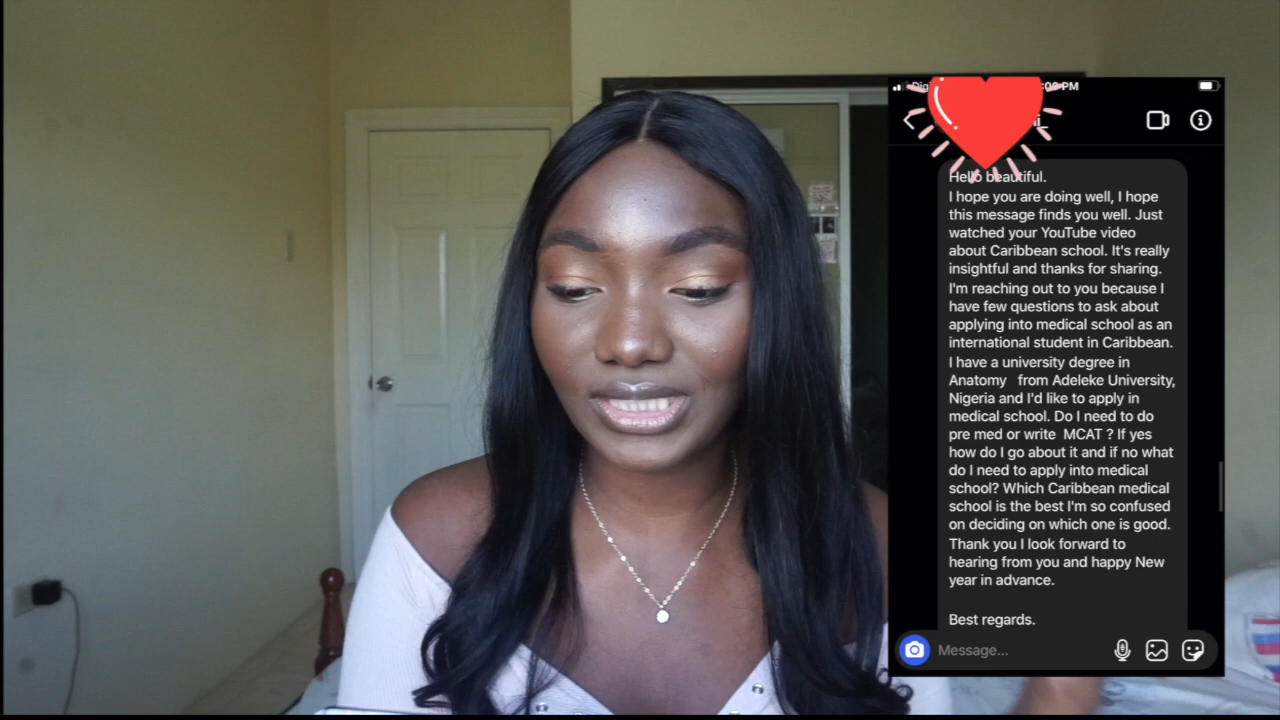 PM
Hello beautiful.
I hope you are doing well, I hope
this message finds you well. Just
watched your YouTube video
about Caribbean school. It's really
insightful and thanks for sharing.
I'm reaching out to you because I
have few questions to ask about
applying into medical school as an
international student in Caribbean.
I have a university degree in
Anatomy from Adeleke University,
Nigeria and I'd like to apply in
medical school. Do I need to do
pre med or write MCAT ? If yes
how do I go about it and if no what
do I need to apply into medical
school? Which Caribbean medical
school is the best I'm so confused
on deciding on which one is good.
Thank you I look forward to
hearing from you and happy New
year in advance.
Best regards.
Message...